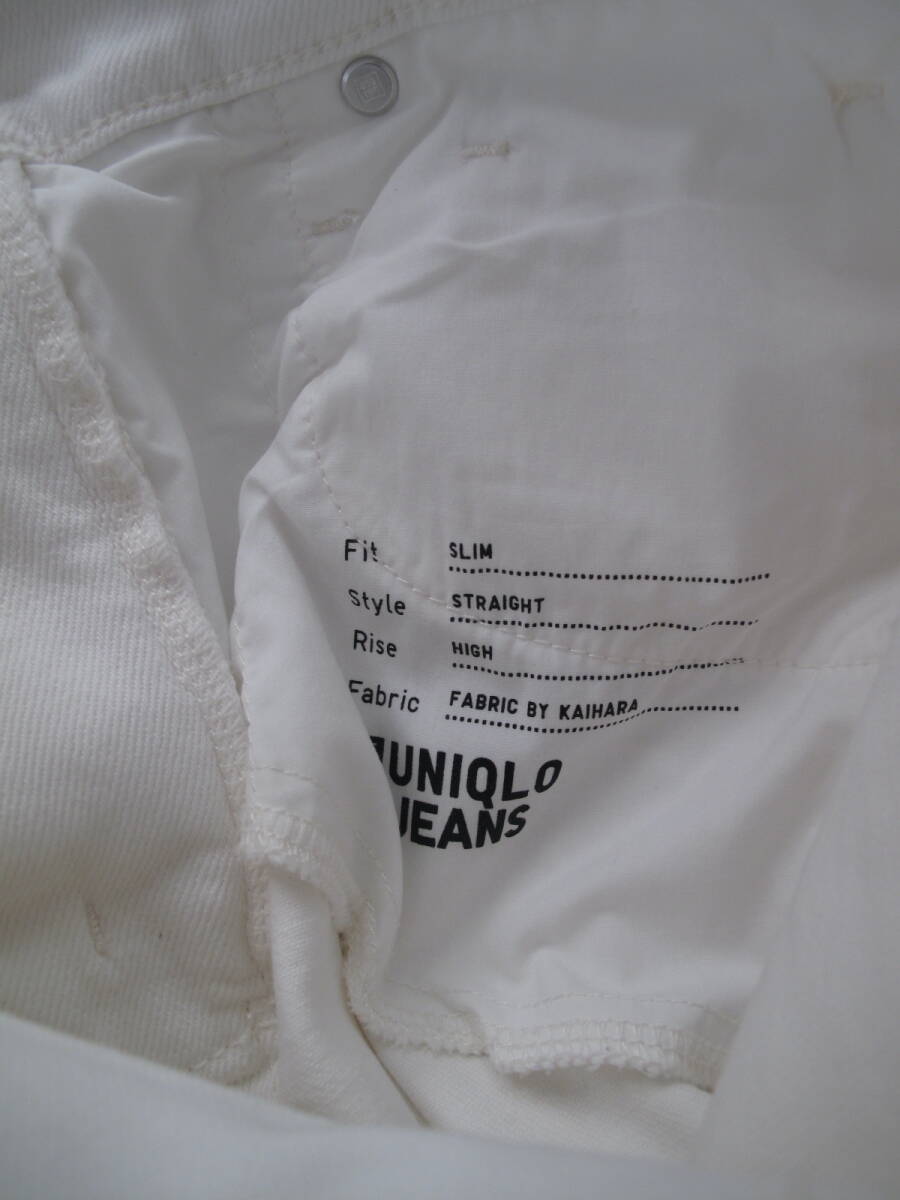 Fit SLIM
Style STRAIGHT
Rise HIGH
Fabric FABRIC BY KAIHARA
UNIQLO
JEANS